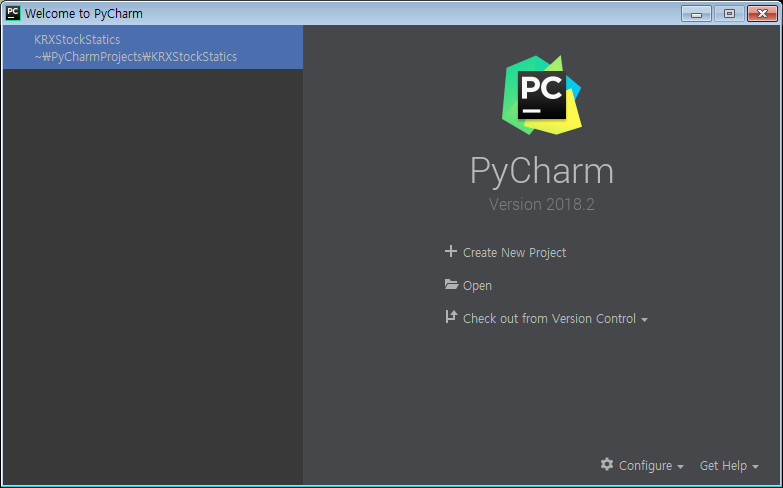 PC Welcome to PyCharm
KRXStockStatics
~₩PyCharmProjects₩KRXStockStatics
PC
PyCharm
Version 2018.2
Create New Project
Open
Check out from Version Control
Configure
Get Help